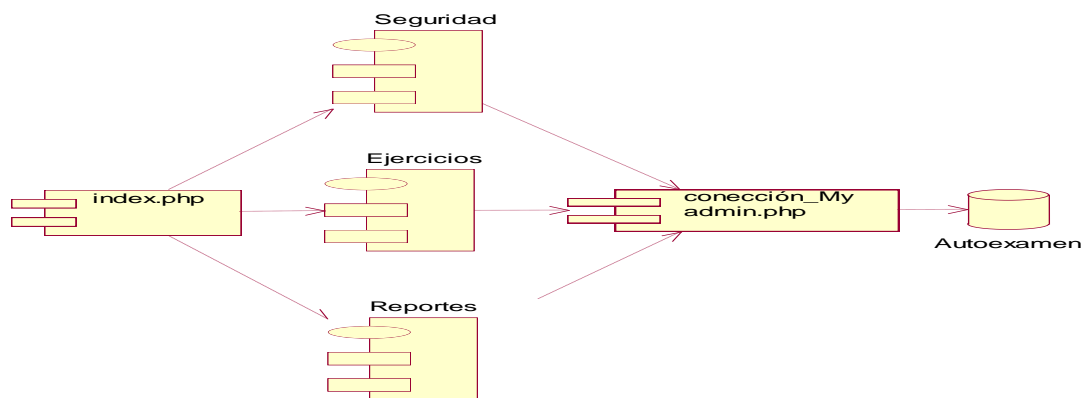 Seguridad
Ejercicios
index.php
conección_My
admin.php
Autoexamen
Reportes